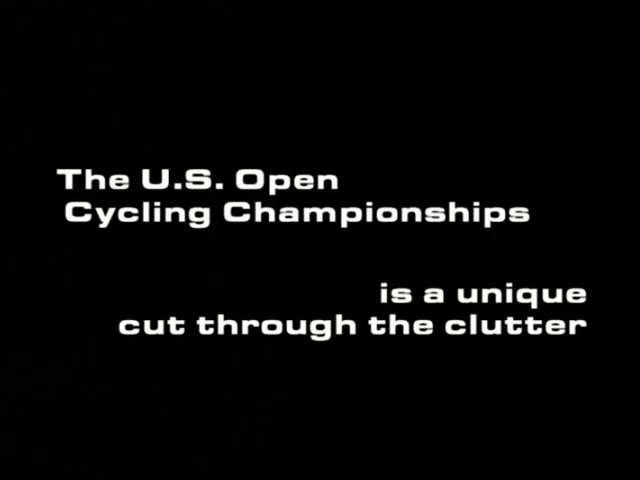 The U.S. Open
Cycling Championships
is a unique
cut through the clutter